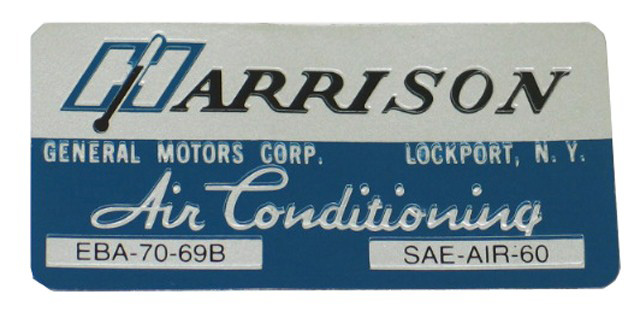 HARRISON
GENERAL MOTORS CORP. LOCKPORT, N. Y.
Air Conditioning
EBA-70-69B SAE-AIR-60